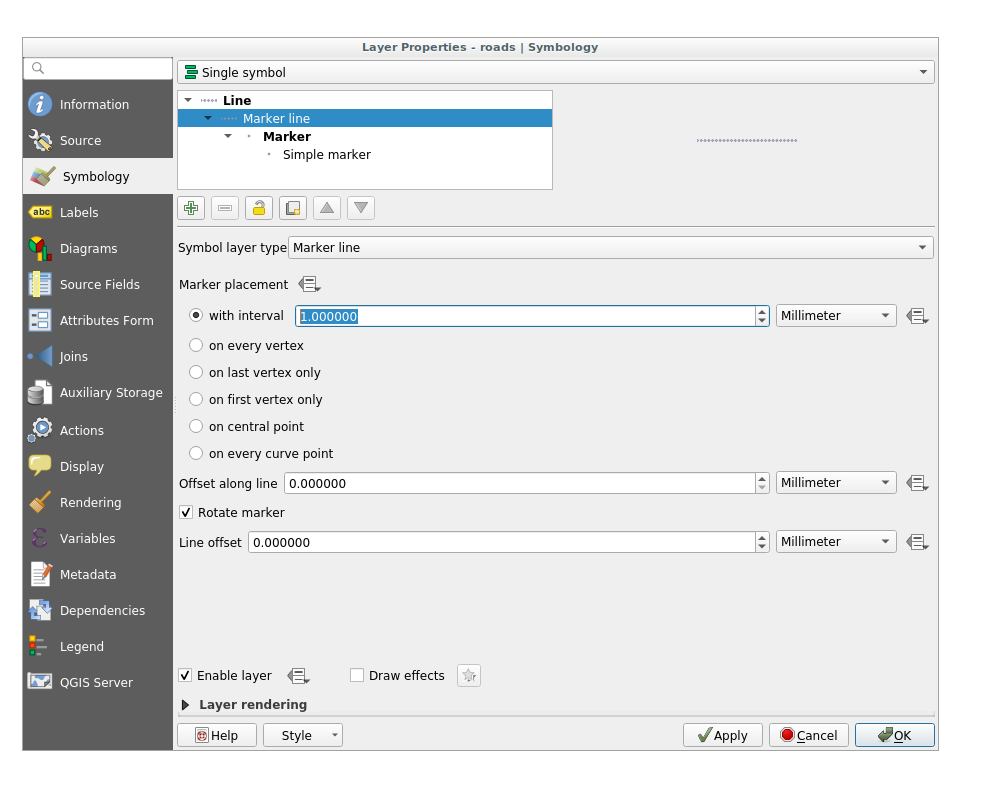 Layer Properties - roads | Symbology
Information
Source
Symbology
abc Labels
Diagrams
Source Fields
Attributes Form
Joins
Auxiliary Storage
Actions
Display
Rendering
Variables
Metadata
Dependencies
Legend
QGIS Server
Single symbol
Line
Marker line
Marker
Simple marker
Symbol layer type Marker line
Marker placement
with interval 1.000000 Millimeter
on every vertex
on last vertex only
on first vertex only
on central point
on every curve point
Offset along line 0.000000 Millimeter
Rotate marker
Line offset 0.000000 Millimeter
Enable layer Draw effects
Layer rendering
Help Style Apply Cancel OK